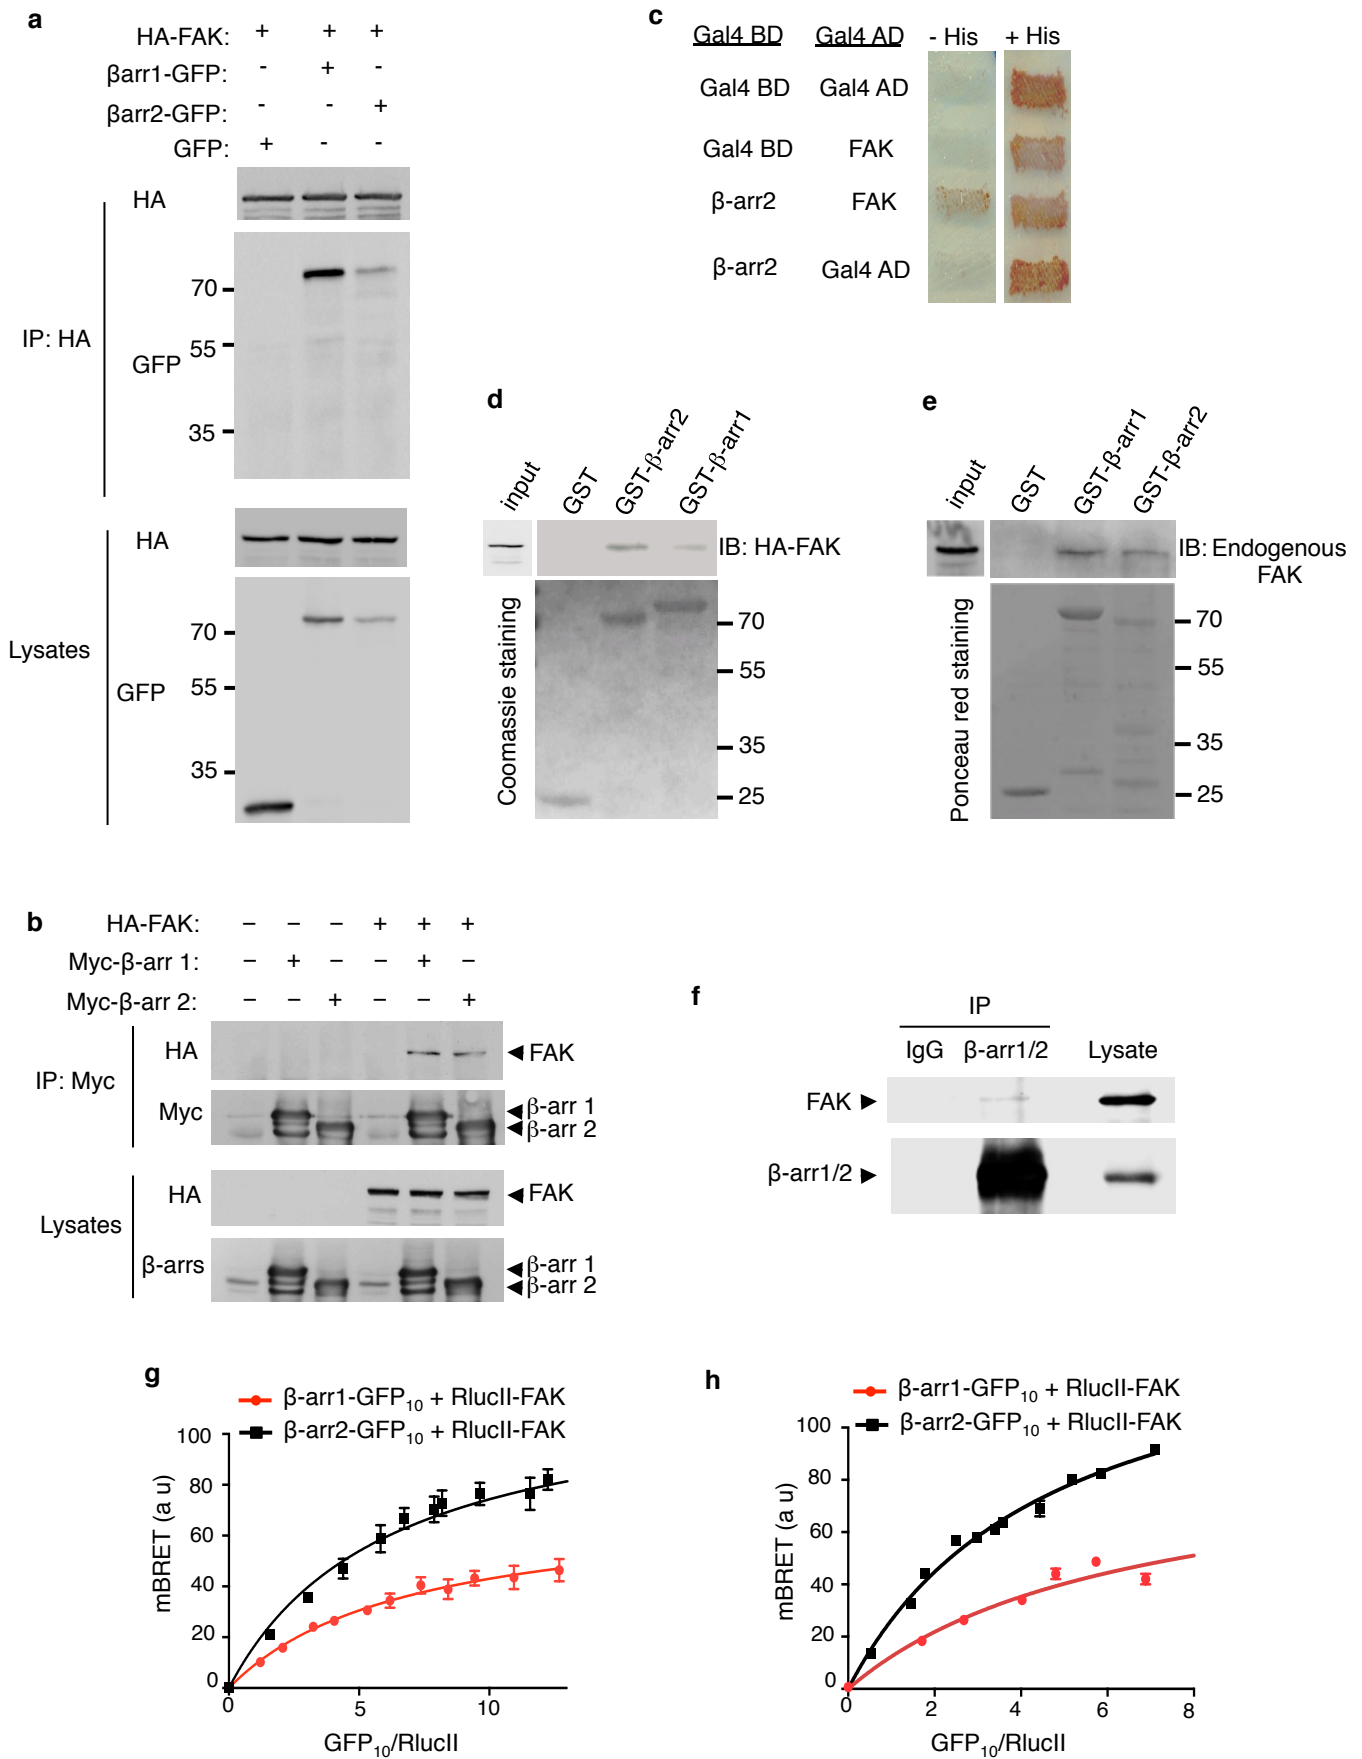 a
HA-FAK: + + +
βarr1-GFP: - + -
βarr2-GFP: - - +
GFP: + - -
HA
70
IP: HA
55
GFP
35
HA
70
Lysates
55
GFP
35
c
Gal4 BD Gal4 AD - His + His
Gal4 BD Gal4 AD
Gal4 BD FAK
β-arr2 FAK
β-arr2 Gal4 AD
d
input GST GST-β-arr2 GST-β-arr1
IB: HA-FAK
Coomassie staining
70
55
35
25
e
input GST GST-β-arr1 GST-β-arr2
IB: Endogenous
FAK
Ponceau red staining
70
55
35
25
b
HA-FAK: – – – + + +
Myc-β-arr 1: – + – – + –
Myc-β-arr 2: – – + – – +
HA FAK
IP: Myc
Myc β-arr 1
β-arr 2
HA FAK
Lysates
β-arrs β-arr 1
β-arr 2
f
IP
IgG β-arr1/2 Lysate
FAK
β-arr1/2
g
β-arr1-GFP₁₀ + RlucII-FAK
β-arr2-GFP₁₀ + RlucII-FAK
mBRET (a u)
100
80
60
40
20
0
0 5 10
GFP₁₀/RlucII
h
β-arr1-GFP₁₀ + RlucII-FAK
β-arr2-GFP₁₀ + RlucII-FAK
mBRET (a u)
100
80
60
40
20
0
0 2 4 6 8
GFP₁₀/RlucII